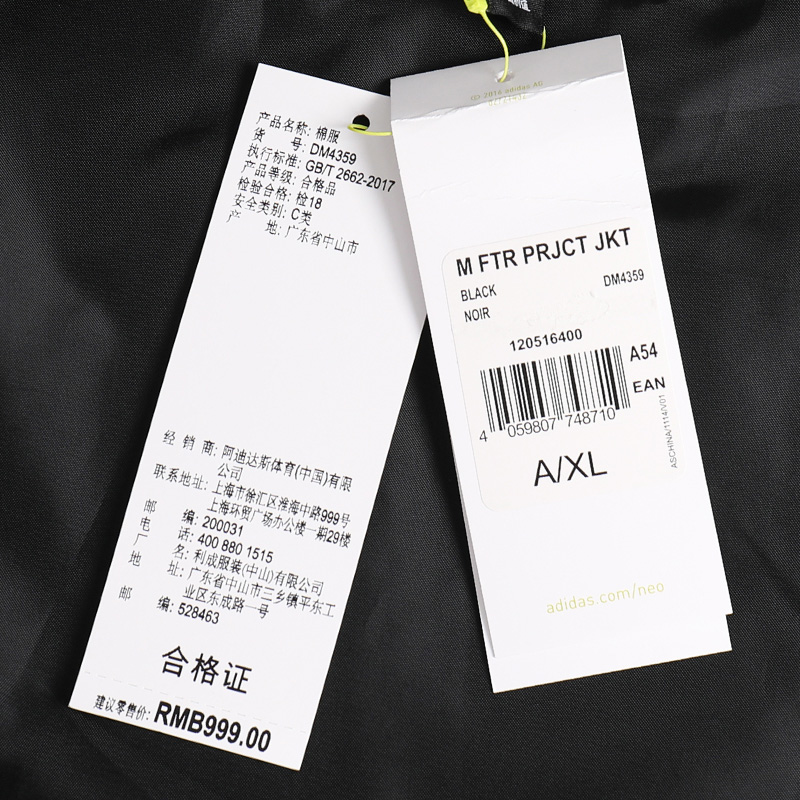 产品名称: 棉服
货 号: DM4359
执行标准: GB/T 2662-2017
产品等级: 合格品
检验合格: 检18
安全类别: C类
产 地: 广东省中山市
经 销 商: 阿迪达斯体育(中国)有限
公司
联系地址: 上海市徐汇区淮海中路999号
上海环贸广场办公楼一期29楼
邮 编: 200031
电 话: 400 880 1515
厂 名: 利成服装(中山)有限公司
地 址: 广东省中山市三乡镇平东工
业区东成路一号
邮 编: 528463
合格证
建议零售价: RMB999.00
© 2016 adidas AG
M FTR PRJCT JKT
BLACK DM4359
NOIR
120516400
A54
EAN
4 059807 748710
ASCHINA/1114/V01
A/XL
adidas.com/neo